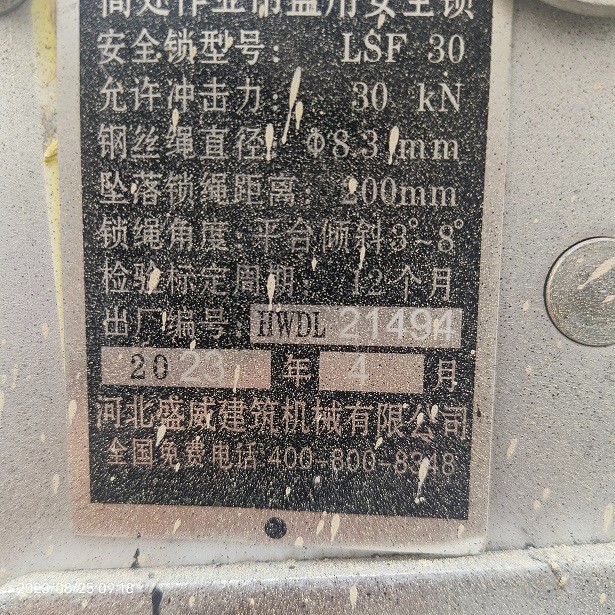 高处作业吊篮用安全锁
安全锁型号: LSF 30
允许冲击力: 30 kN
钢丝绳直径: Φ8.3 mm
坠落锁绳距离: 200mm
锁绳角度:平台倾斜3°~8°
检验标定周期: 12个月
出厂编号: HWDL 21494
2023 年 4 月
河北盛威建筑机械有限公司
全国免费电话:400-800-8348
2023/08/25 09:18